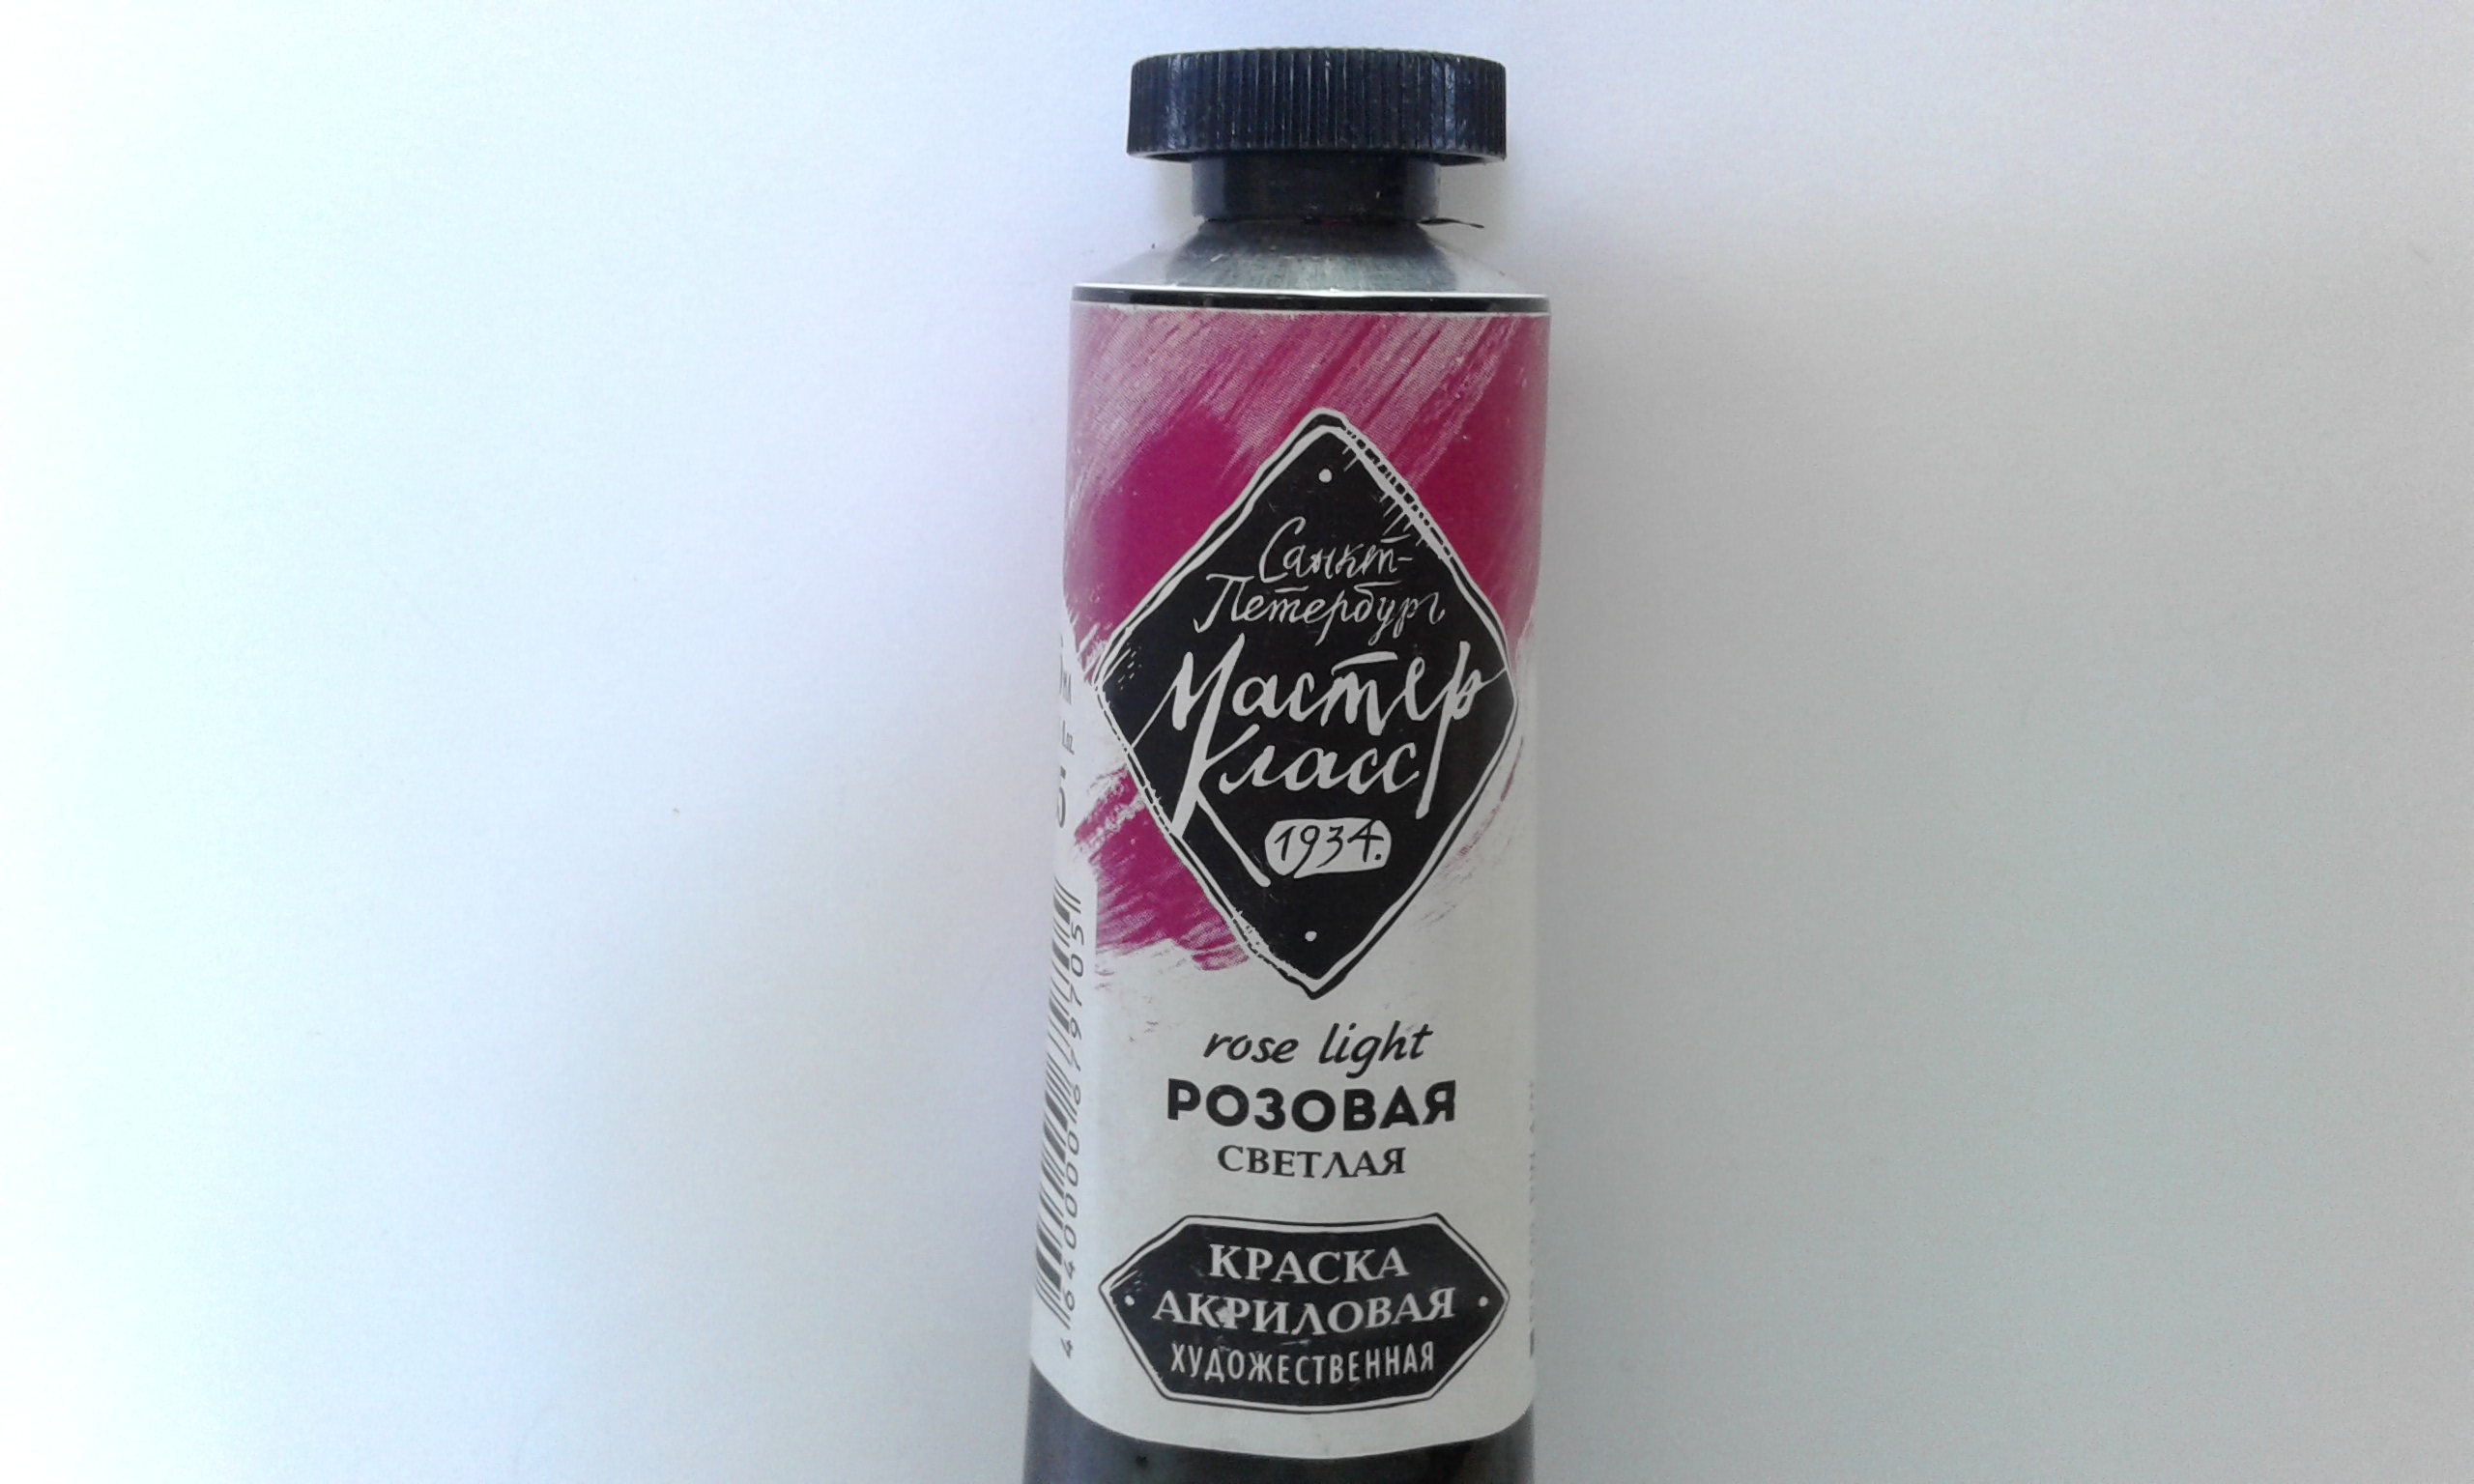 Санкт-
Петербург
Мастер
Класс
1934.
rose light
РОЗОВАЯ
СВЕТЛАЯ
КРАСКА
АКРИЛОВАЯ
ХУДОЖЕСТВЕННАЯ